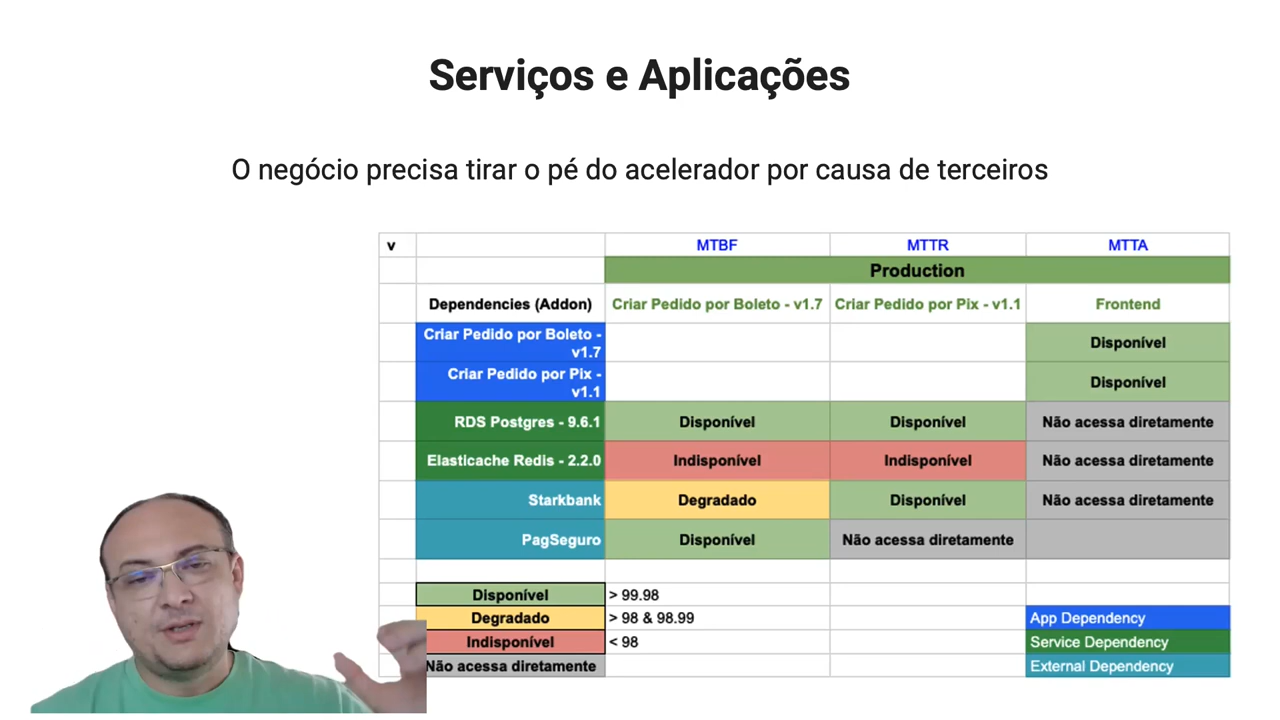 Serviços e Aplicações
O negócio precisa tirar o pé do acelerador por causa de terceiros
v MTBF MTTR MTTA
Production
Dependencies (Addon) Criar Pedido por Boleto - v1.7 Criar Pedido por Pix - v1.1 Frontend
Criar Pedido por Boleto -
v1.7 Disponível
Criar Pedido por Pix -
v1.1 Disponível
RDS Postgres - 9.6.1 Disponível Disponível Não acessa diretamente
Elasticache Redis - 2.2.0 Indisponível Indisponível Não acessa diretamente
Starkbank Degradado Disponível Não acessa diretamente
PagSeguro Disponível Não acessa diretamente
Disponível > 99.98
Degradado > 98 & 98.99 App Dependency
Indisponível < 98 Service Dependency
Não acessa diretamente External Dependency